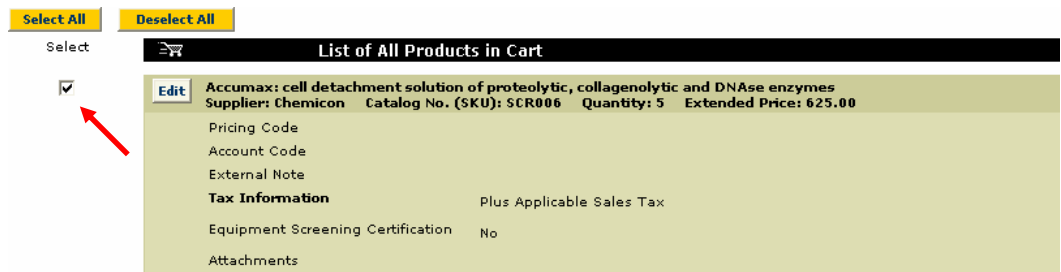 Select All Deselect All
Select List of All Products in Cart
Edit Accumax: cell detachment solution of proteolytic, collagenolytic and DNAse enzymes
Supplier: Chemicon Catalog No. (SKU): SCR006 Quantity: 5 Extended Price: 625.00
Pricing Code
Account Code
External Note
Tax Information Plus Applicable Sales Tax
Equipment Screening Certification No
Attachments